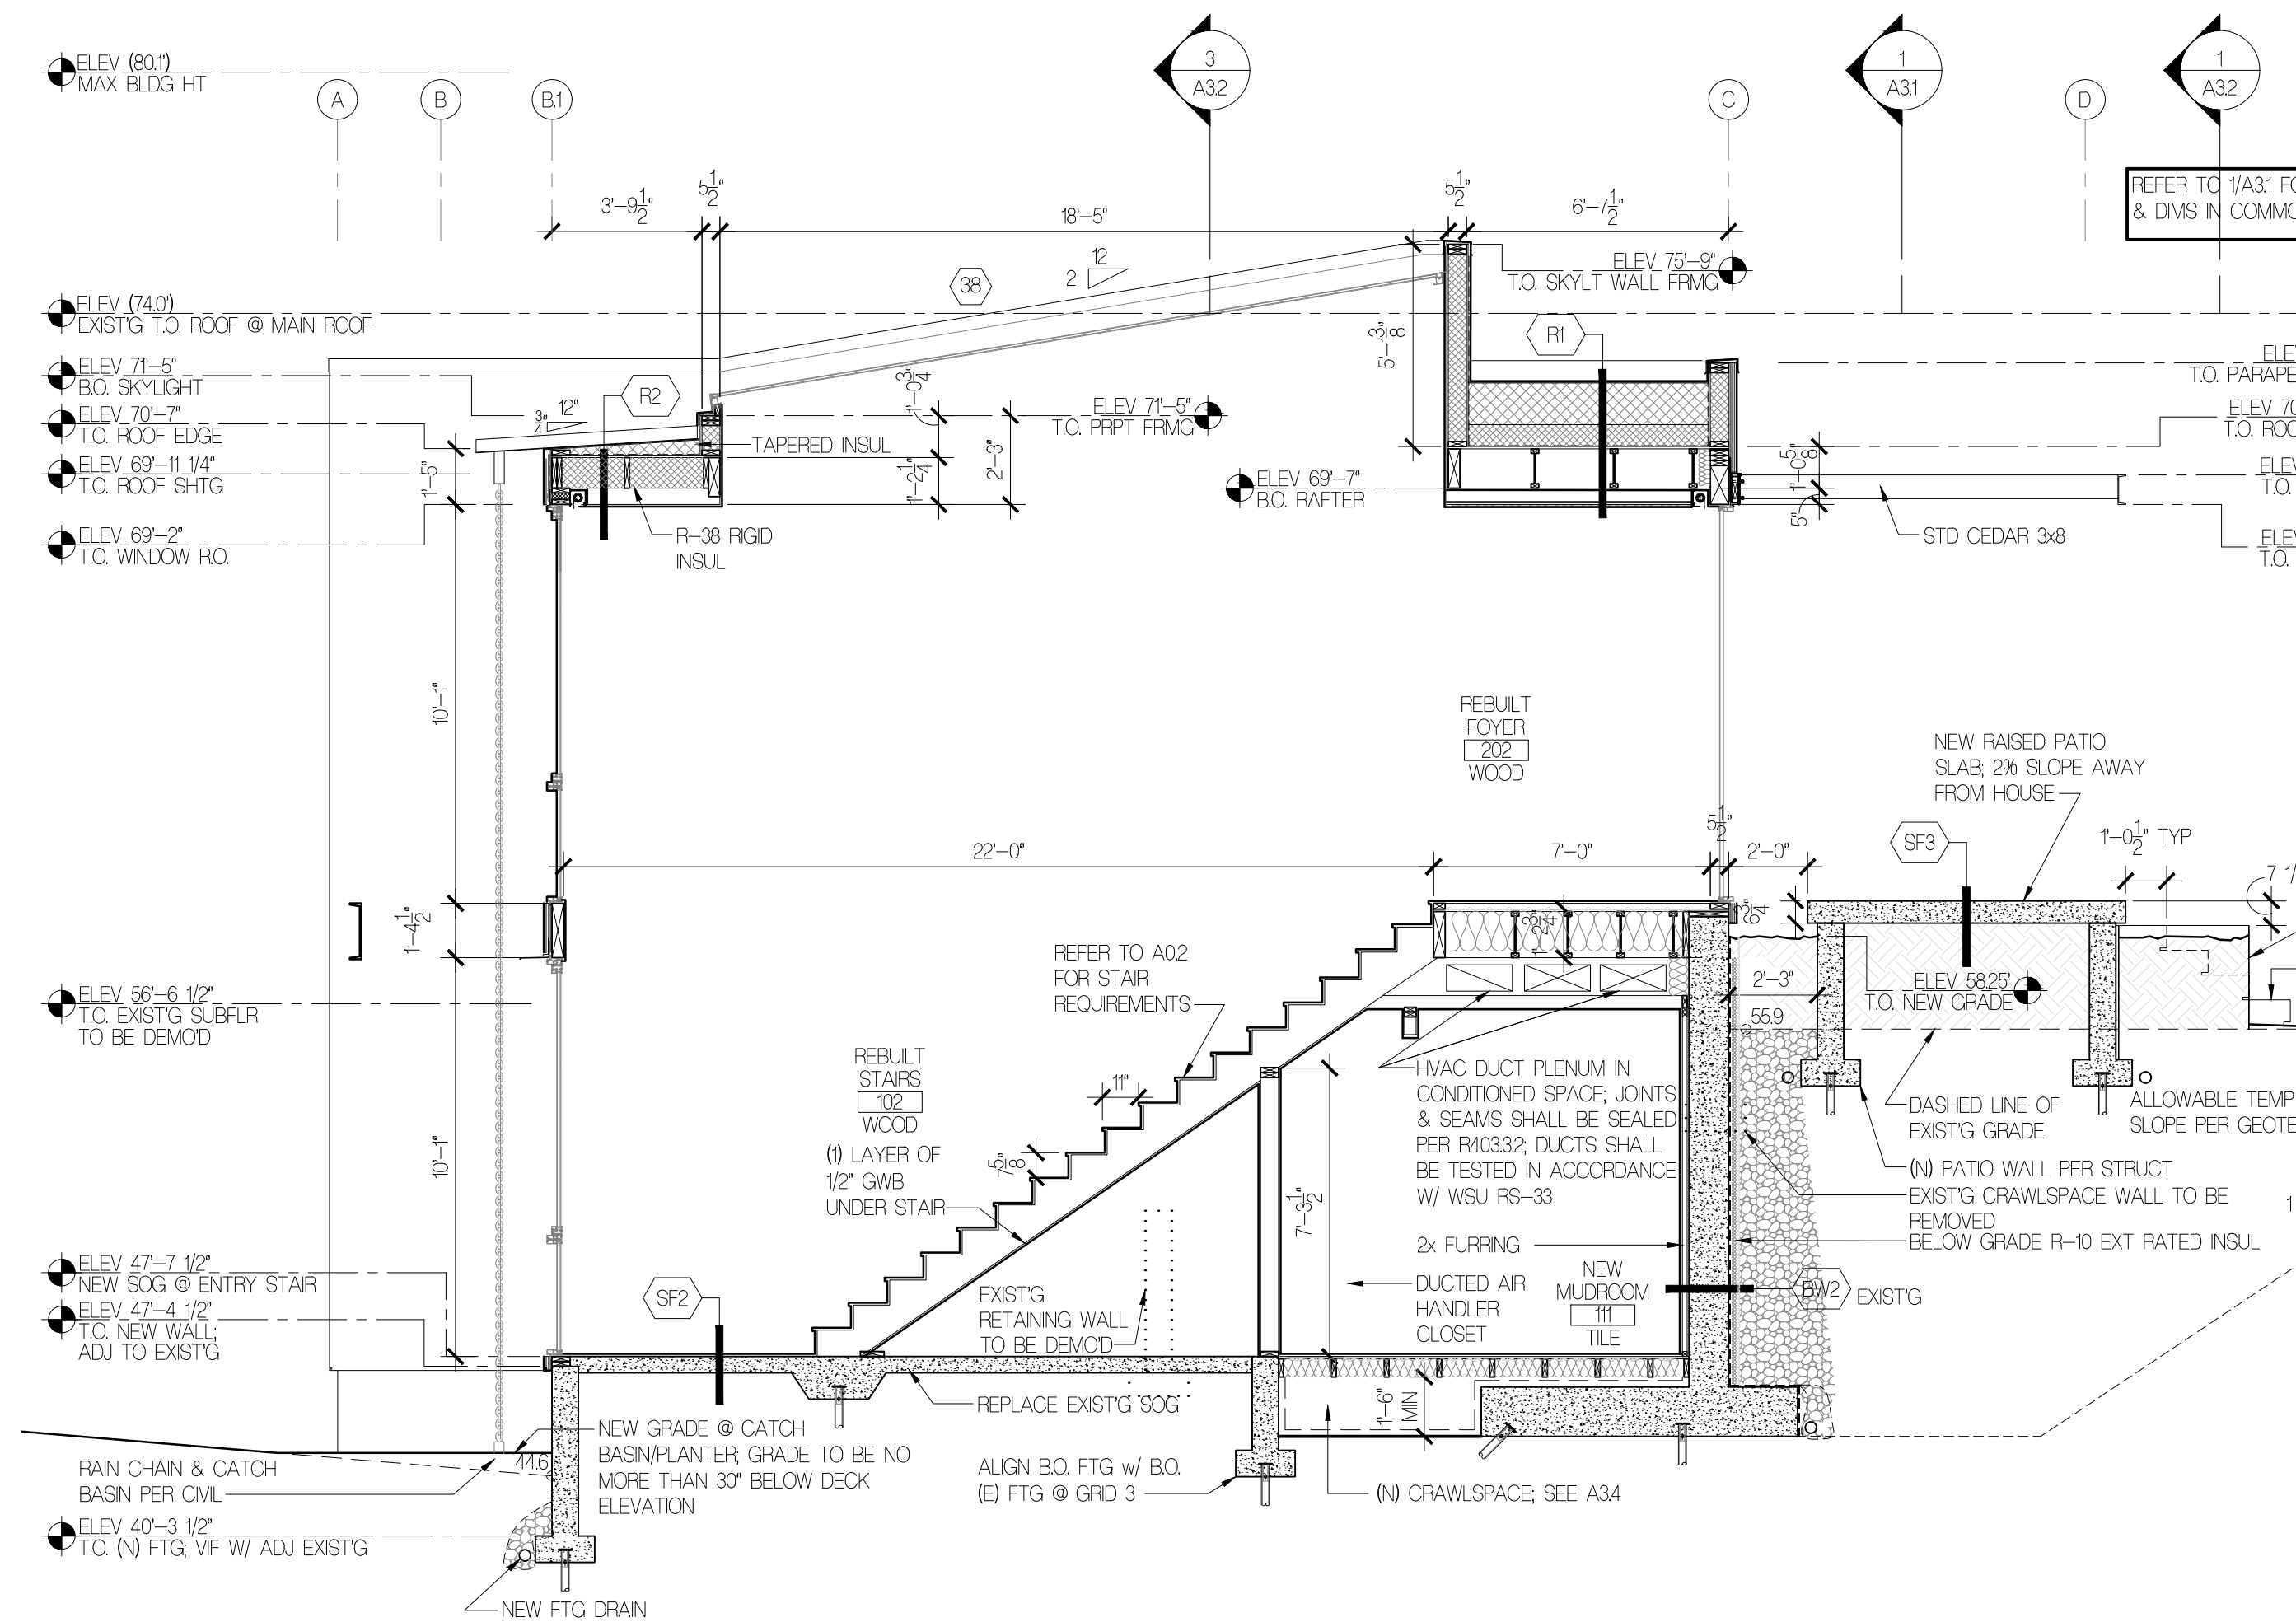 ELEV (80.1')
MAX BLDG HT
A
B
B.1
3
A3.2
C
1
A3.1
D
1
A3.2
REFER TO 1/A3.1 FO
& DIMS IN COMMO
3'-9 1/2"
5 1/2"
18'-5"
5 1/2"
6'-7 1/2"
12
2
38
ELEV 75'-9"
T.O. SKYLT WALL FRMG
ELEV (74.0')
EXIST'G T.O. ROOF @ MAIN ROOF
R1
5'-1 3/8"
ELEV 71'-5"
B.O. SKYLIGHT
R2
1'-0 3/4"
T.O. PARAPE
ELEV 70'-7"
T.O. ROOF EDGE
12"
3/4
ELEV 71'-5"
T.O. PRPT FRMG
ELEV 70
T.O. ROO
TAPERED INSUL
ELEV 69'-11 1/4"
T.O. ROOF SHTG
1'-5"
1'-2 1/4"
2'-3"
ELEV 69'-7"
B.O. RAFTER
1'-0 5/8"
5"
ELEV
T.O.
ELEV 69'-2"
T.O. WINDOW R.O.
R-38 RIGID
INSUL
STD CEDAR 3x8
ELEV
T.O.
10'-1"
REBUILT
FOYER
202
WOOD
NEW RAISED PATIO
SLAB; 2% SLOPE AWAY
FROM HOUSE
22'-0"
7'-0"
5 1/2"
2'-0"
SF3
1'-0 1/2" TYP
7 1/
1'-4 1/2"
1'-2 3/4"
6 3/4"
REFER TO A0.2
FOR STAIR
REQUIREMENTS
2'-3"
ELEV 58.25'
T.O. NEW GRADE
55.9
ELEV 56'-6 1/2"
T.O. EXIST'G SUBFLR
TO BE DEMO'D
REBUILT
STAIRS
102
WOOD
11"
7 5/8"
(1) LAYER OF
1/2" GWB
UNDER STAIR
HVAC DUCT PLENUM IN
CONDITIONED SPACE; JOINTS
& SEAMS SHALL BE SEALED
PER R403.3.2; DUCTS SHALL
BE TESTED IN ACCORDANCE
W/ WSU RS-33
DASHED LINE OF
EXIST'G GRADE
ALLOWABLE TEMP
SLOPE PER GEOTE
(N) PATIO WALL PER STRUCT
EXIST'G CRAWLSPACE WALL TO BE
REMOVED
BELOW GRADE R-10 EXT RATED INSUL
1
10'-1"
7'-3 1/2"
2x FURRING
ELEV 47'-7 1/2"
NEW SOG @ ENTRY STAIR
ELEV 47'-4 1/2"
T.O. NEW WALL;
ADJ TO EXIST'G
SF2
EXIST'G
RETAINING WALL
TO BE DEMO'D
DUCTED AIR
HANDLER
CLOSET
NEW
MUDROOM
111
TILE
BW2
EXIST'G
REPLACE EXIST'G SOG
1'-6"
MIN
NEW GRADE @ CATCH
BASIN/PLANTER; GRADE TO BE NO
MORE THAN 30" BELOW DECK
ELEVATION
44.6
RAIN CHAIN & CATCH
BASIN PER CIVIL
ALIGN B.O. FTG w/ B.O.
(E) FTG @ GRID 3
(N) CRAWLSPACE; SEE A3.4
ELEV 40'-3 1/2"
T.O. (N) FTG; VIF W/ ADJ EXIST'G
NEW FTG DRAIN